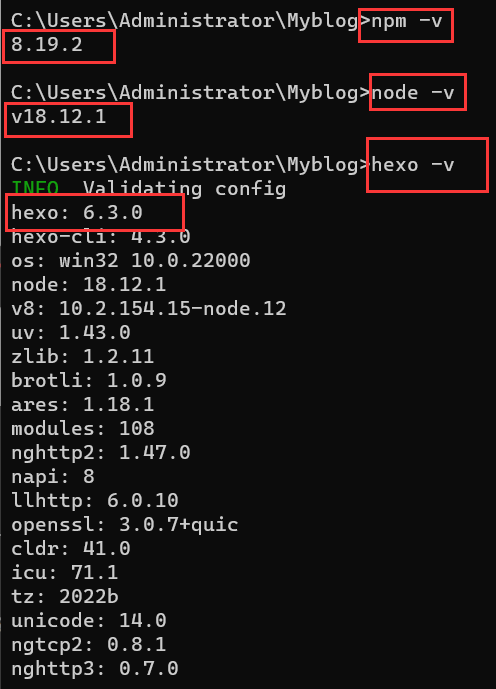 C:\Users\Administrator\Myblog>npm -v
8.19.2
C:\Users\Administrator\Myblog>node -v
v18.12.1
C:\Users\Administrator\Myblog>hexo -v
INFO  Validating config
hexo: 6.3.0
hexo-cli: 4.3.0
os: win32 10.0.22000
node: 18.12.1
v8: 10.2.154.15-node.12
uv: 1.43.0
zlib: 1.2.11
brotli: 1.0.9
ares: 1.18.1
modules: 108
nghttp2: 1.47.0
napi: 8
llhttp: 6.0.10
openssl: 3.0.7+quic
cldr: 41.0
icu: 71.1
tz: 2022b
unicode: 14.0
ngtcp2: 0.8.1
nghttp3: 0.7.0